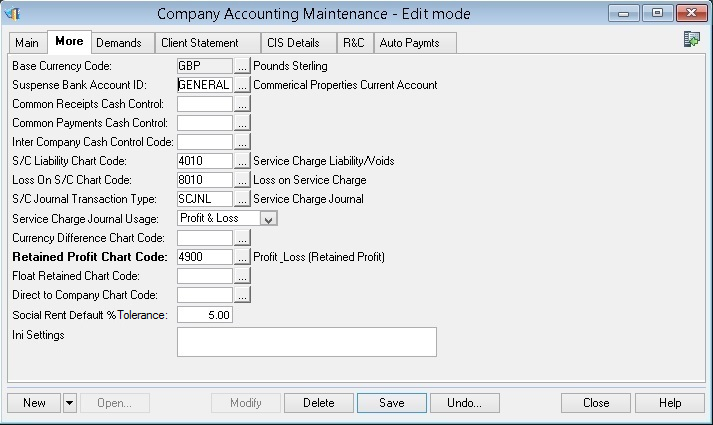 Company Accounting Maintenance - Edit mode
Main More Demands Client Statement CIS Details R&C Auto Paymts
Base Currency Code: GBP ... Pounds Sterling
Suspense Bank Account ID: GENERAL ... Commerical Properties Current Account
Common Receipts Cash Control: ...
Common Payments Cash Control: ...
Inter Company Cash Control Code: ...
S/C Liability Chart Code: 4010 ... Service Charge Liability/Voids
Loss On S/C Chart Code: 8010 ... Loss on Service Charge
S/C Journal Transaction Type: SCJNL ... Service Charge Journal
Service Charge Journal Usage: Profit & Loss
Currency Difference Chart Code: ...
Retained Profit Chart Code: 4900 ... Profit_Loss (Retained Profit)
Float Retained Chart Code: ...
Direct to Company Chart Code: ...
Social Rent Default % Tolerance: 5.00
Ini Settings
New Open... Modify Delete Save Undo... Close Help